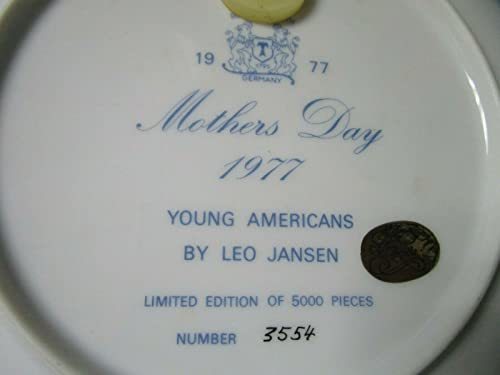 19 T 77
GERMANY
Mothers Day
1977
YOUNG AMERICANS
BY LEO JANSEN
LIMITED EDITION OF 5000 PIECES
NUMBER 3554